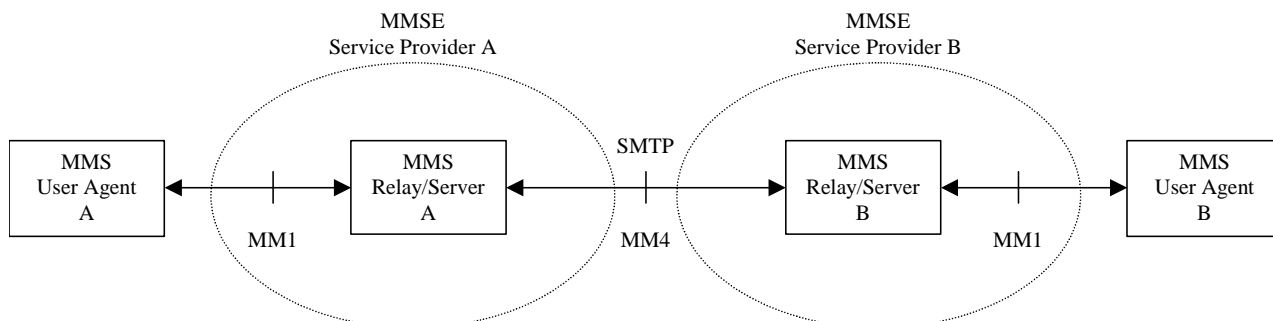 MMSE
Service Provider A
MMSE
Service Provider B
MMS
User Agent
A
MMS
Relay/Server
A
SMTP
MMS
Relay/Server
B
MMS
User Agent
B
MM1
MM4
MM1